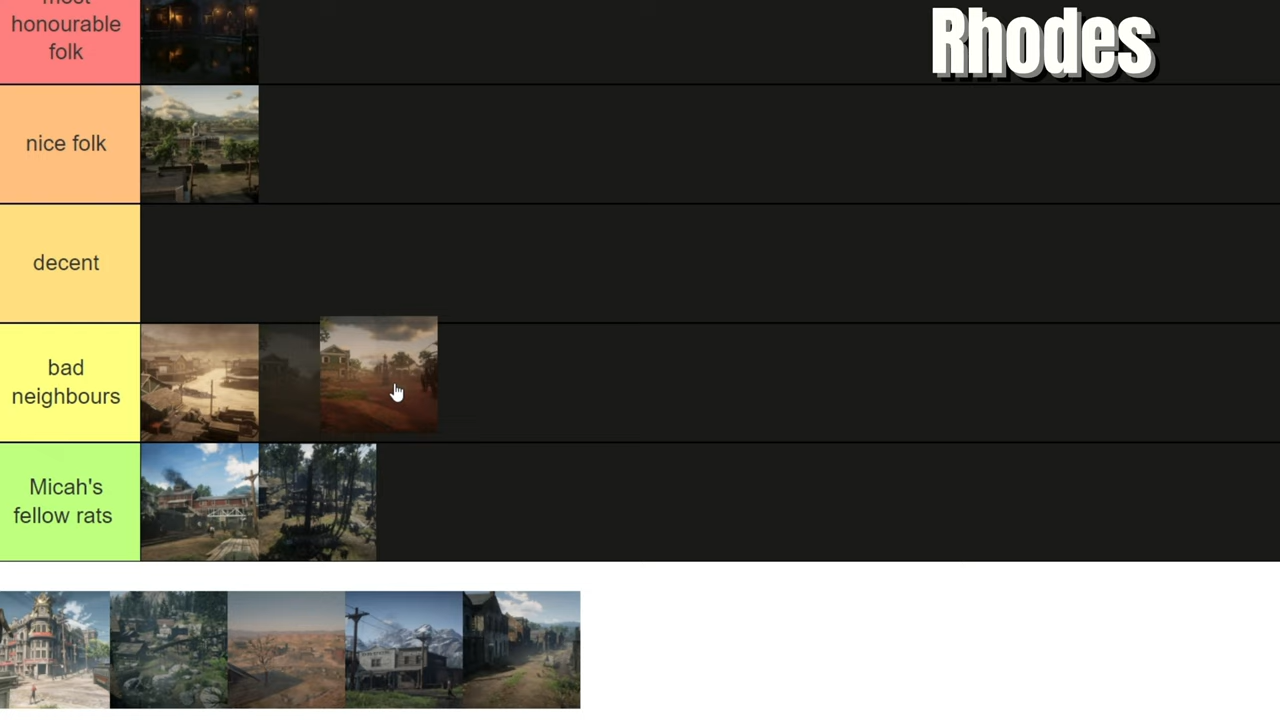 Rhodes
honourable
folk
nice folk
decent
bad
neighbours
Micah's
fellow rats